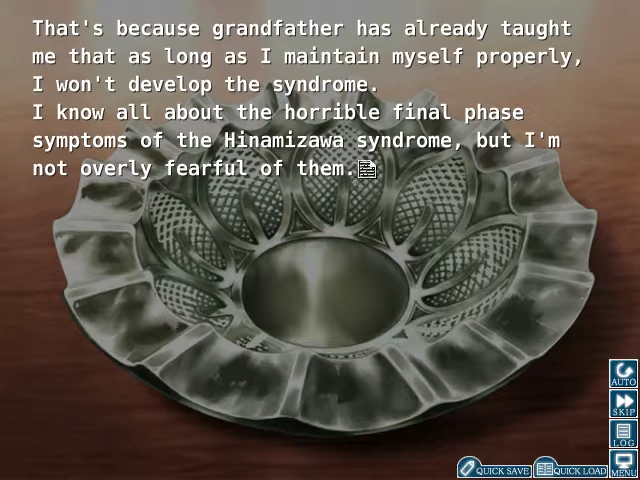 That's because grandfather has already taught
me that as long as I maintain myself properly,
I won't develop the syndrome.
I know all about the horrible final phase
symptoms of the Hinamizawa syndrome, but I'm
not overly fearful of them.
AUTO
SKIP
LOG
MENU
QUICK SAVE
QUICK LOAD